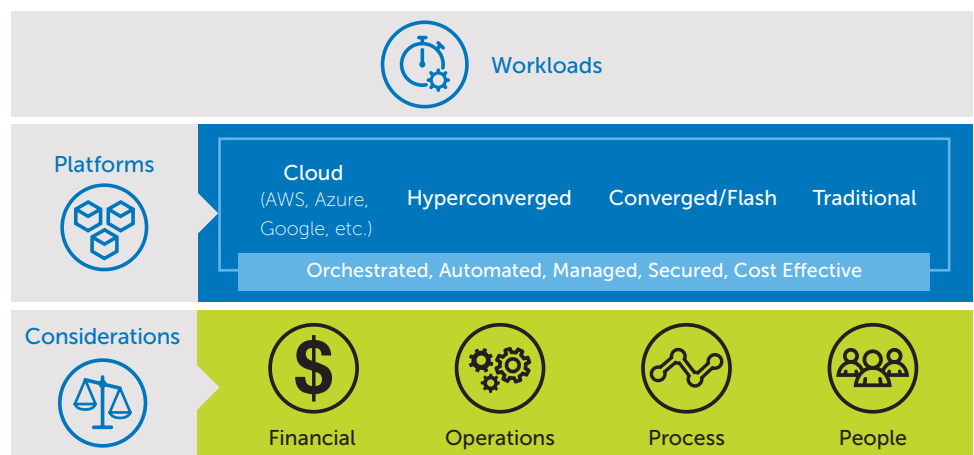 Workloads
Platforms
Cloud
(AWS, Azure,
Google, etc.)
Hyperconverged
Converged/Flash
Traditional
Orchestrated, Automated, Managed, Secured, Cost Effective
Considerations
$
Financial
Operations
Process
People